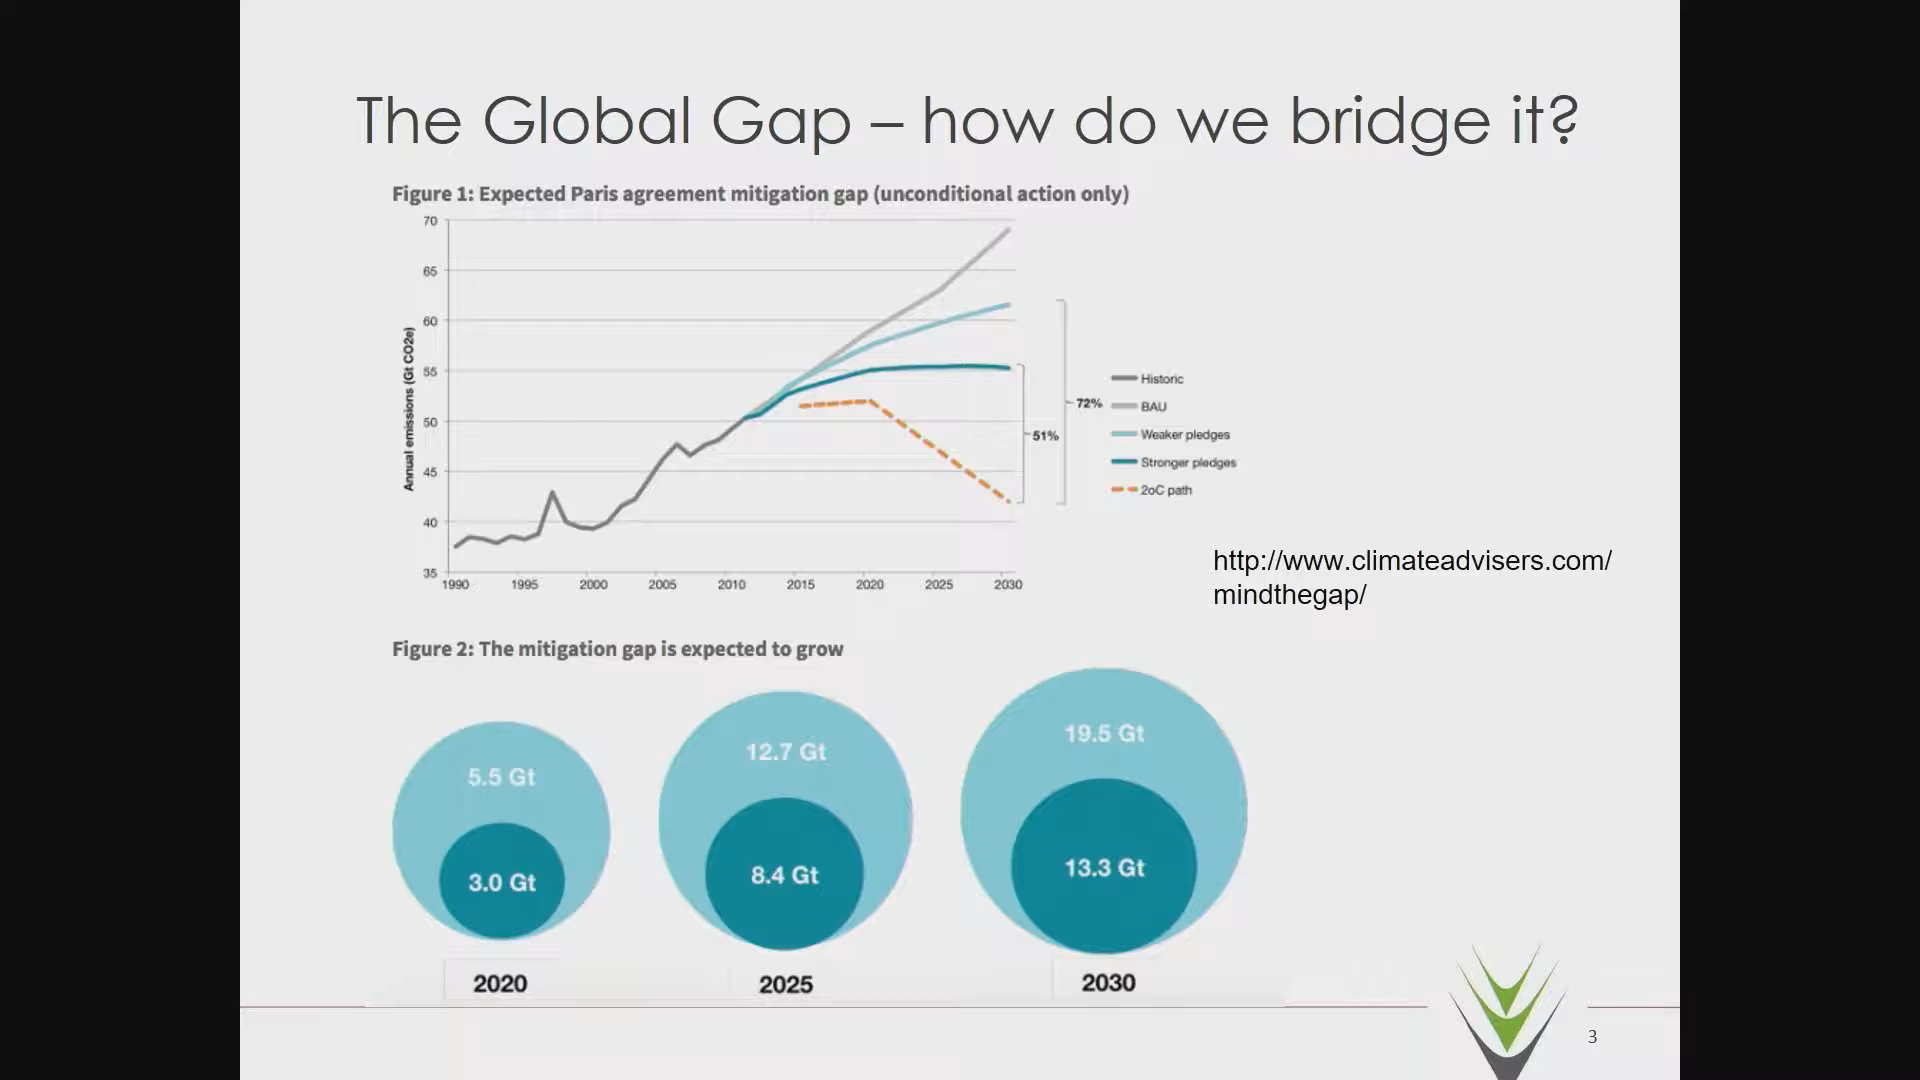 The Global Gap – how do we bridge it?
Figure 1: Expected Paris agreement mitigation gap (unconditional action only)
Annual emissions (Gt CO2e)
70
65
60
55
50
45
40
35
1990 1995 2000 2005 2010 2015 2020 2025 2030
51%
72%
Historic
BAU
Weaker pledges
Stronger pledges
2oC path
http://www.climateadvisers.com/
mindthegap/
Figure 2: The mitigation gap is expected to grow
5.5 Gt 12.7 Gt 19.5 Gt
3.0 Gt 8.4 Gt 13.3 Gt
2020 2025 2030
3